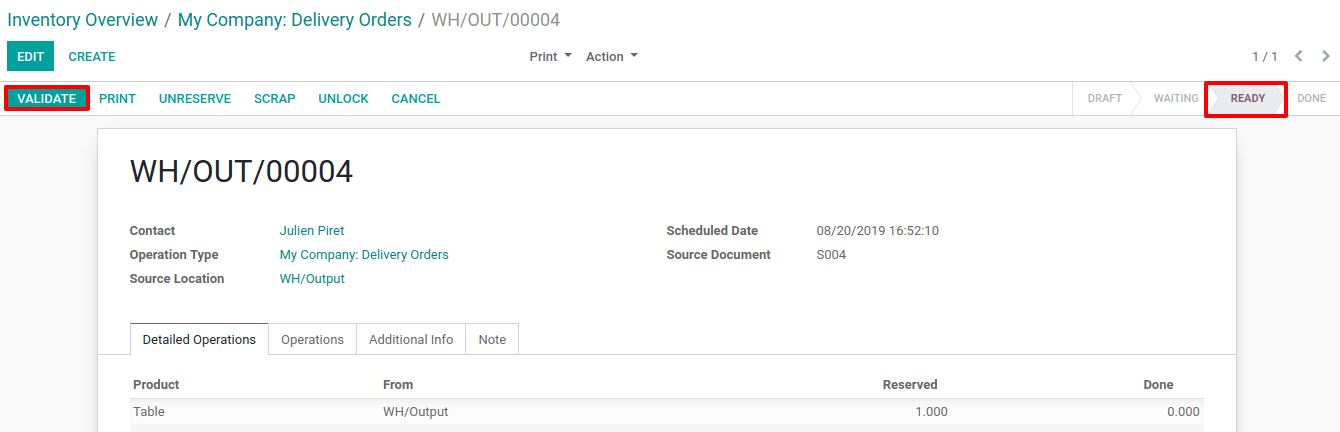 Inventory Overview / My Company: Delivery Orders / WH/OUT/00004
EDIT CREATE Print Action 1 / 1
VALIDATE PRINT UNRESERVE SCRAP UNLOCK CANCEL DRAFT WAITING READY DONE
WH/OUT/00004
Contact Julien Piret Scheduled Date 08/20/2019 16:52:10
Operation Type My Company: Delivery Orders Source Document S004
Source Location WH/Output
Detailed Operations Operations Additional Info Note
Product From Reserved Done
Table WH/Output 1.000 0.000